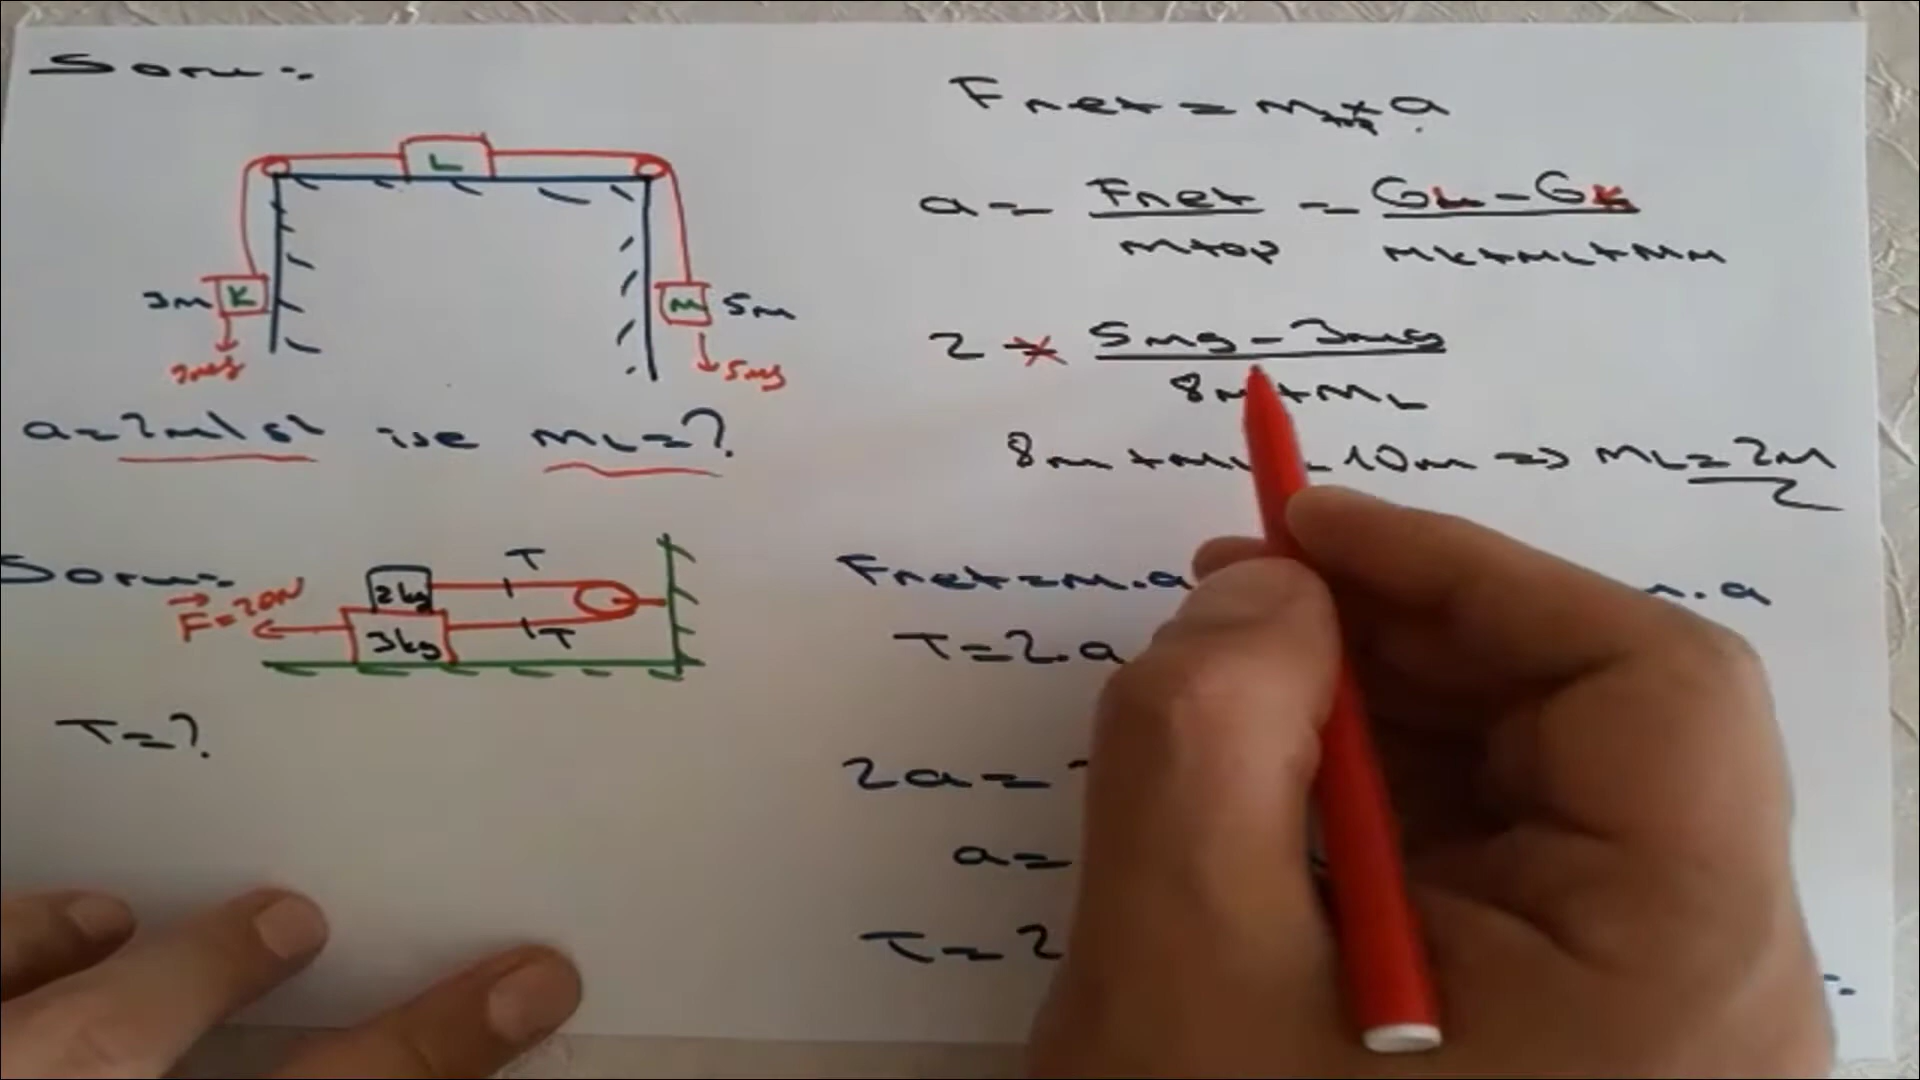 Soru:
L
3m K
M 5m
3mg
5mg
a=2m/s² ise mL=?
Fnet=mtop.a
a= Fnet/mtop = GM-GK/mK+mL+mM
2 = 5mg-3mg/8m+mL
8m+mL=10m => mL=2m
Soru:
F=20N
2kg
T
3kg
T
T=?
Fnet=m.a
m.a
T=2.a
2a=
a=
T=2